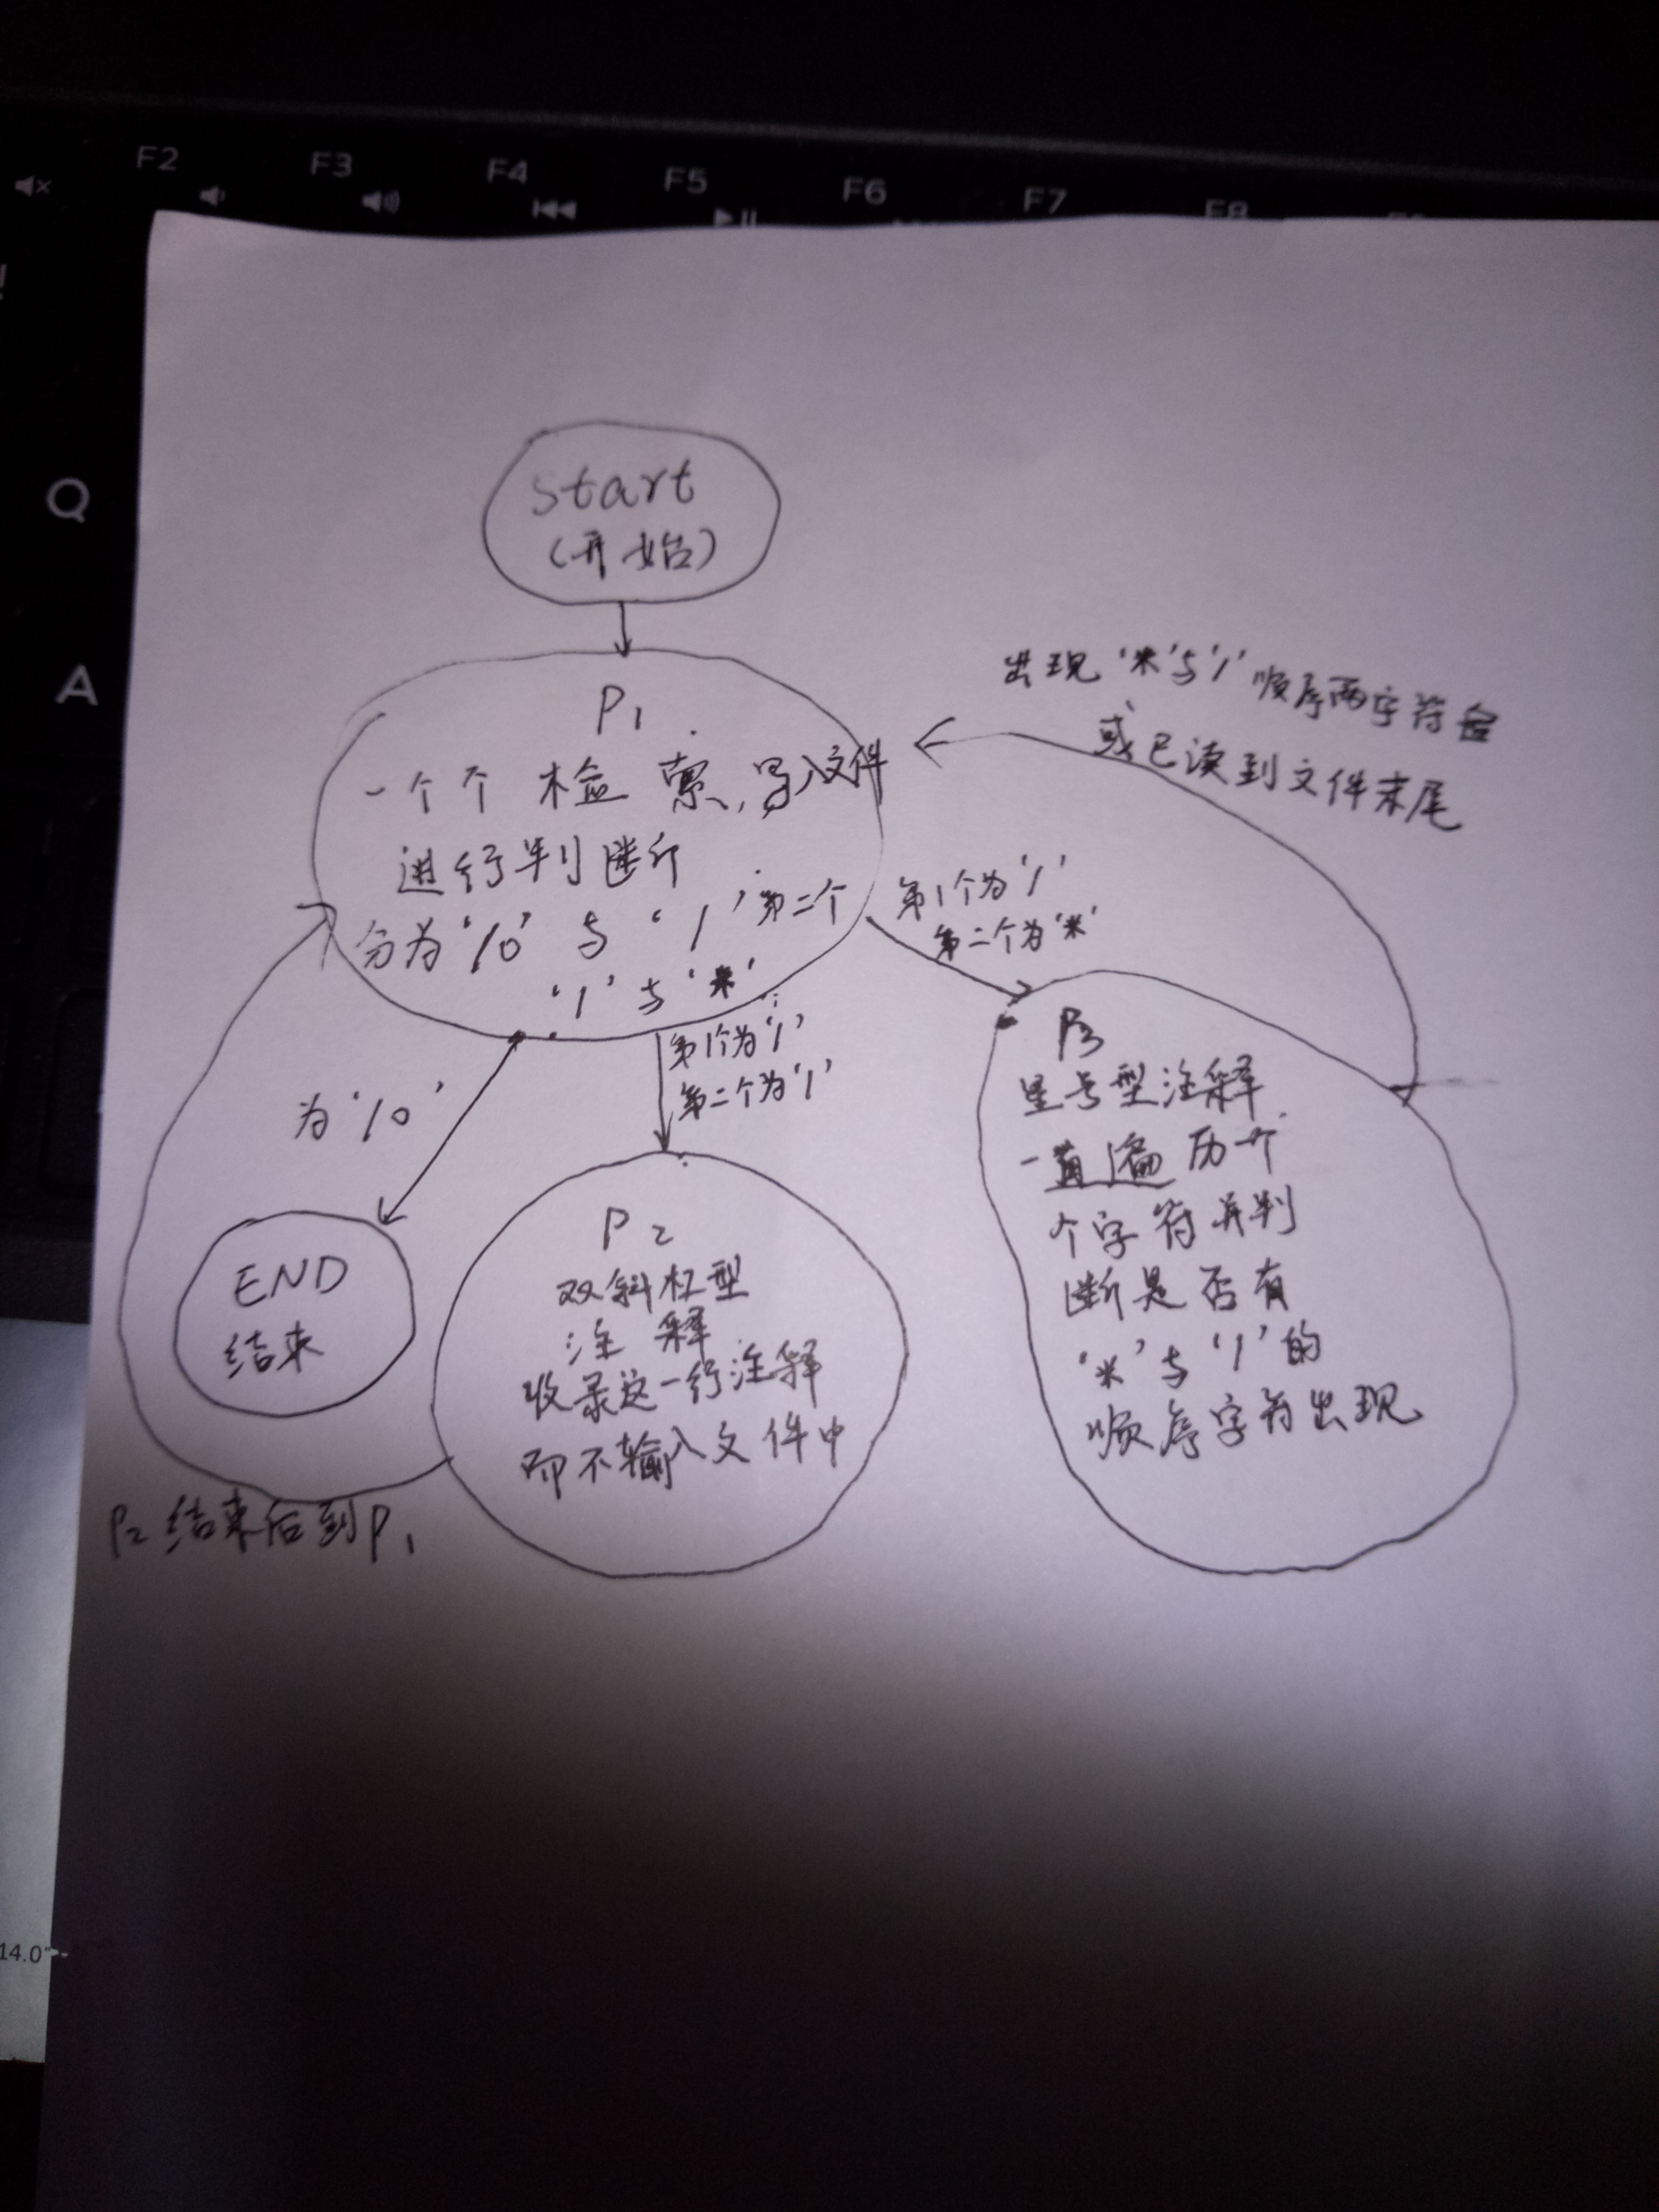 F2 F3 F4 F5 F6 F7 F8
Q
A
start
(开始)
P1
一个个检索,写入文件
进行判断
分为'\0'与'/'第二个
'/'与'*'
出现'*'与'/'顺序两字符
或已读到文件末尾
第1个为'/'
第二个为'*'
第1个为'/'
第二个为'/'
为'\0'
END
结束
P2
双斜杠型
注释
收录这一行注释
而不输入文件中
P2结束后到P1
P3
星号型注释
一直遍历一个
个字符并判
断是否有
'*'与'/'的
顺序字符出现
14.0"